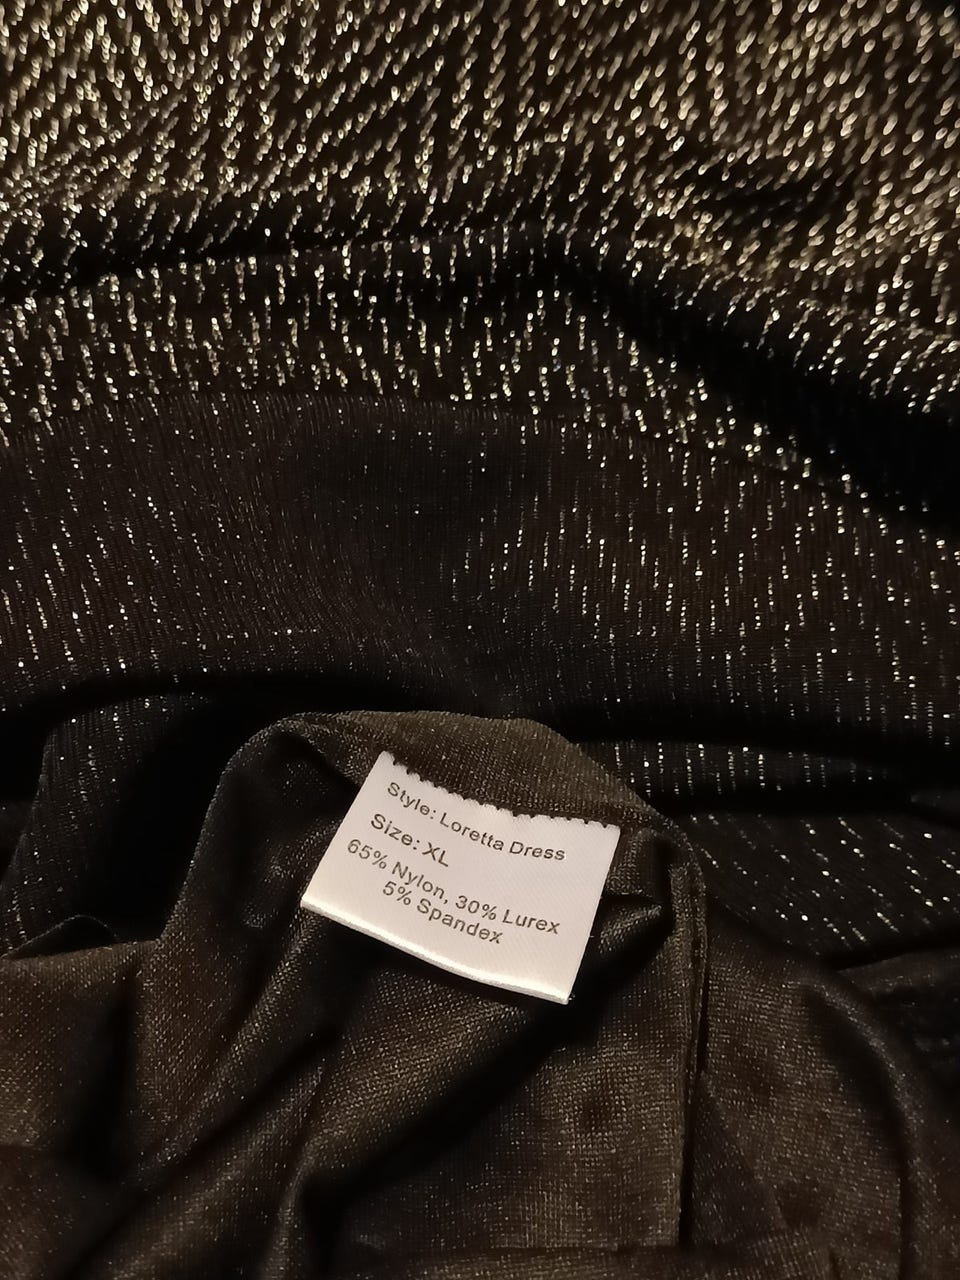 Style: Loretta Dress
Size: XL
65% Nylon, 30% Lurex
5% Spandex